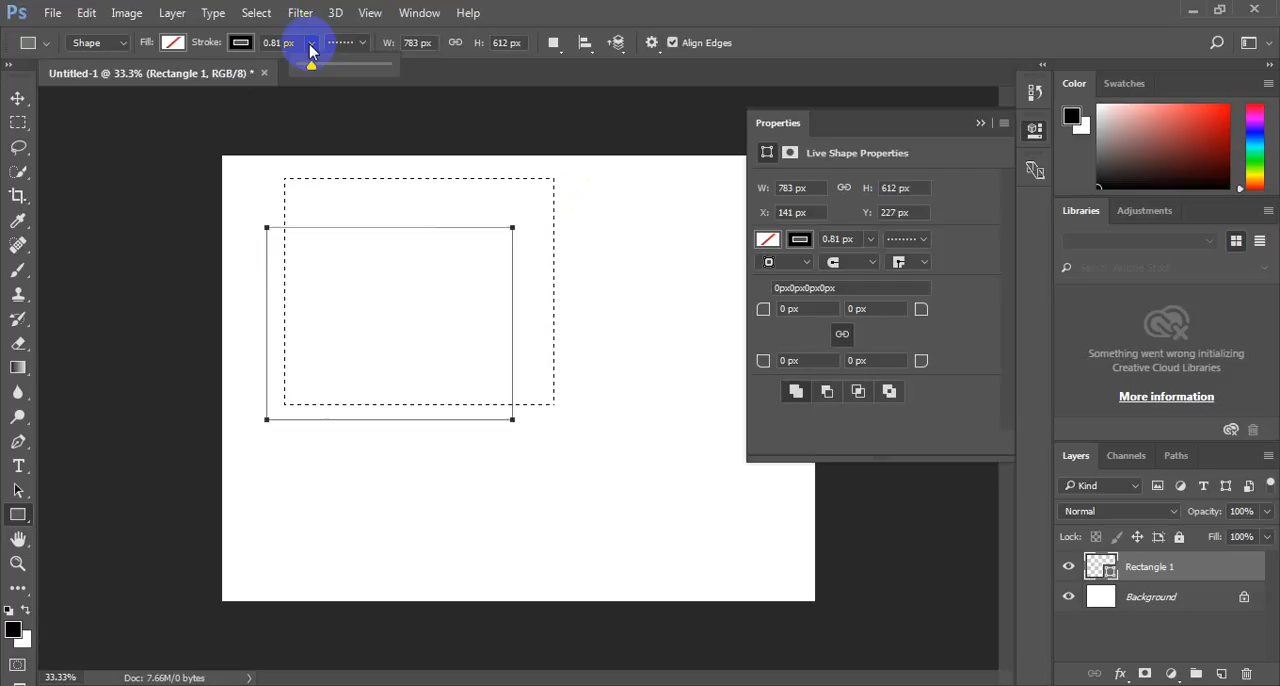 Ps File Edit Image Layer Type Select Filter 3D View Window Help
Shape Fill: Stroke: 0.81 px W: 783 px H: 612 px Align Edges
Untitled-1 @ 33.3% (Rectangle 1, RGB/8) *
Properties
Live Shape Properties
W: 783 px H: 612 px
X: 141 px Y: 227 px
0.81 px
0px0px0px0px
0 px 0 px
0 px 0 px
Color Swatches
Libraries Adjustments
Something went wrong initializing
Creative Cloud Libraries
More information
Layers Channels Paths
Kind
Normal Opacity: 100%
Lock: Fill: 100%
Rectangle 1
Background
33.33% Doc: 7.66M/0 bytes